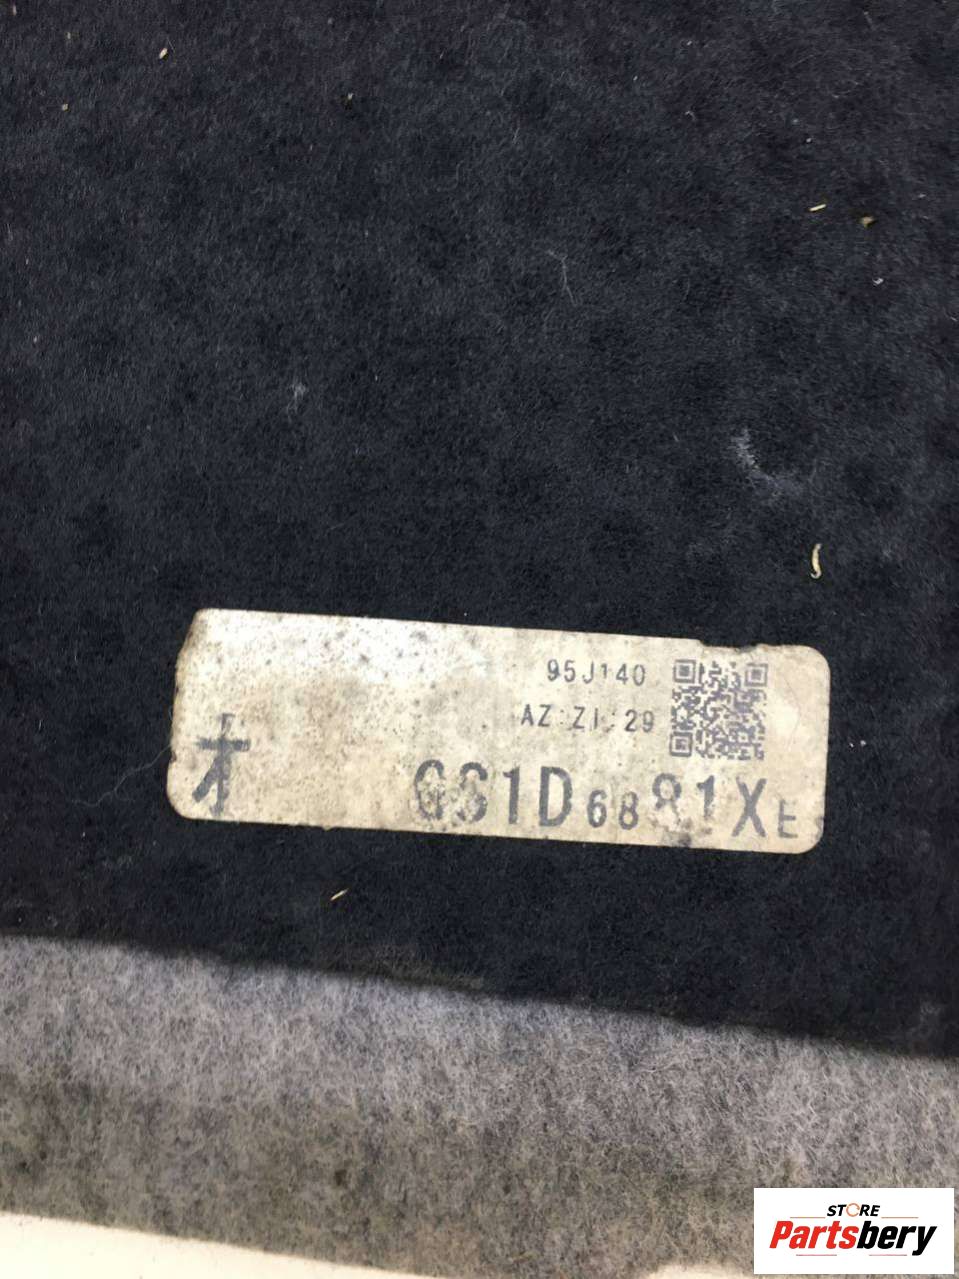 95J140
AZ:ZI:29
オ
GS1D6881XE
STORE
Partsbery